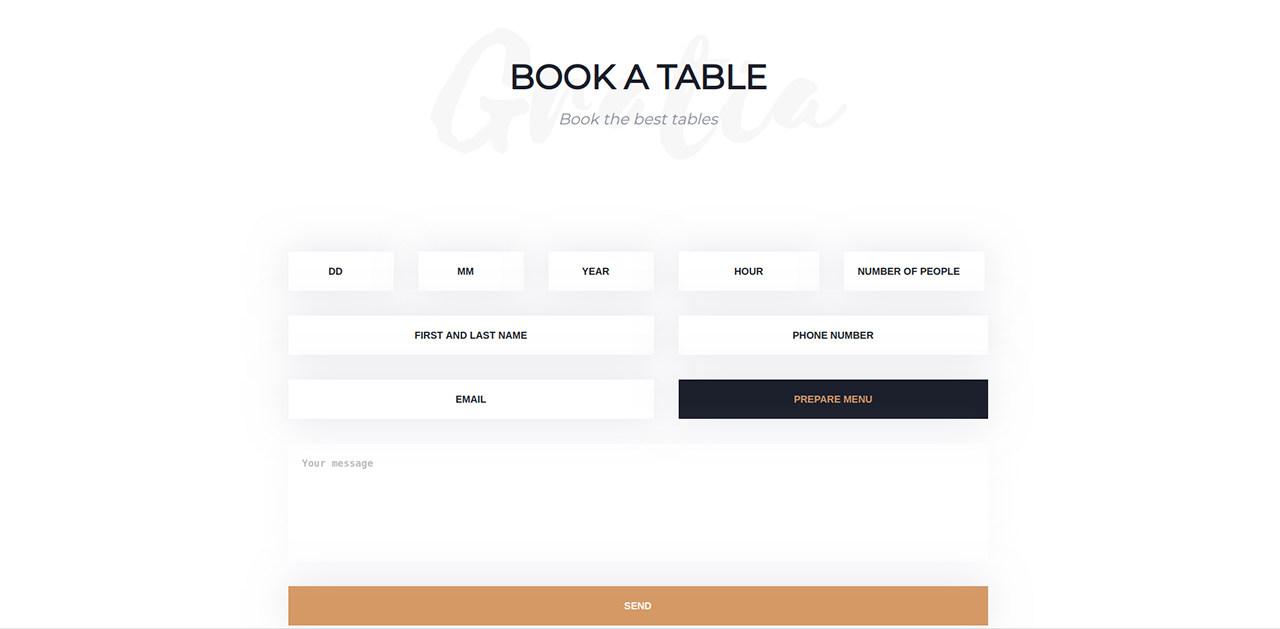 Gratia
BOOK A TABLE
Book the best tables
DD MM YEAR HOUR NUMBER OF PEOPLE
FIRST AND LAST NAME PHONE NUMBER
EMAIL PREPARE MENU
Your message
SEND